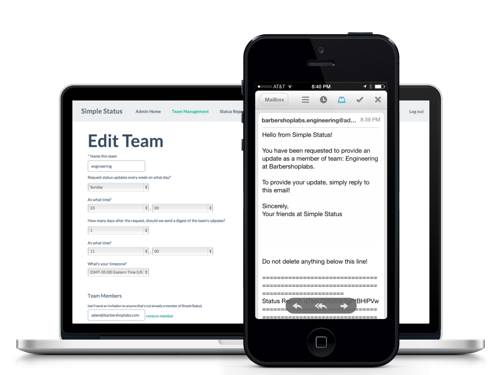 Simple Status
Admin Home
Team Management
Status Repo
Log out
Edit Team
* Name this team
engineering
Request status updates every week on what day?
Sunday
At what time?
: 00
How many days after the request, should we send a digest of the team's udpates?
1
At what time?
: 00
What's your timezone?
(GMT-05:00) Eastern Time (US
Team Members
(we'll send an invitation to anyone that's not already a member of Simple Status)
adam@barbershoplabs.com
remove member
AT&T
8:40 PM
Mailbox
barbershoplabs.engineering@ad...
8:39 PM
Hello from Simple Status!
You have been requested to provide an
update as a member of team: Engineering
at Barbershoplabs.
To provide your update, simply reply to
this email!
Sincerely,
Your friends at Simple Status
Do not delete anything below this line!
Status R